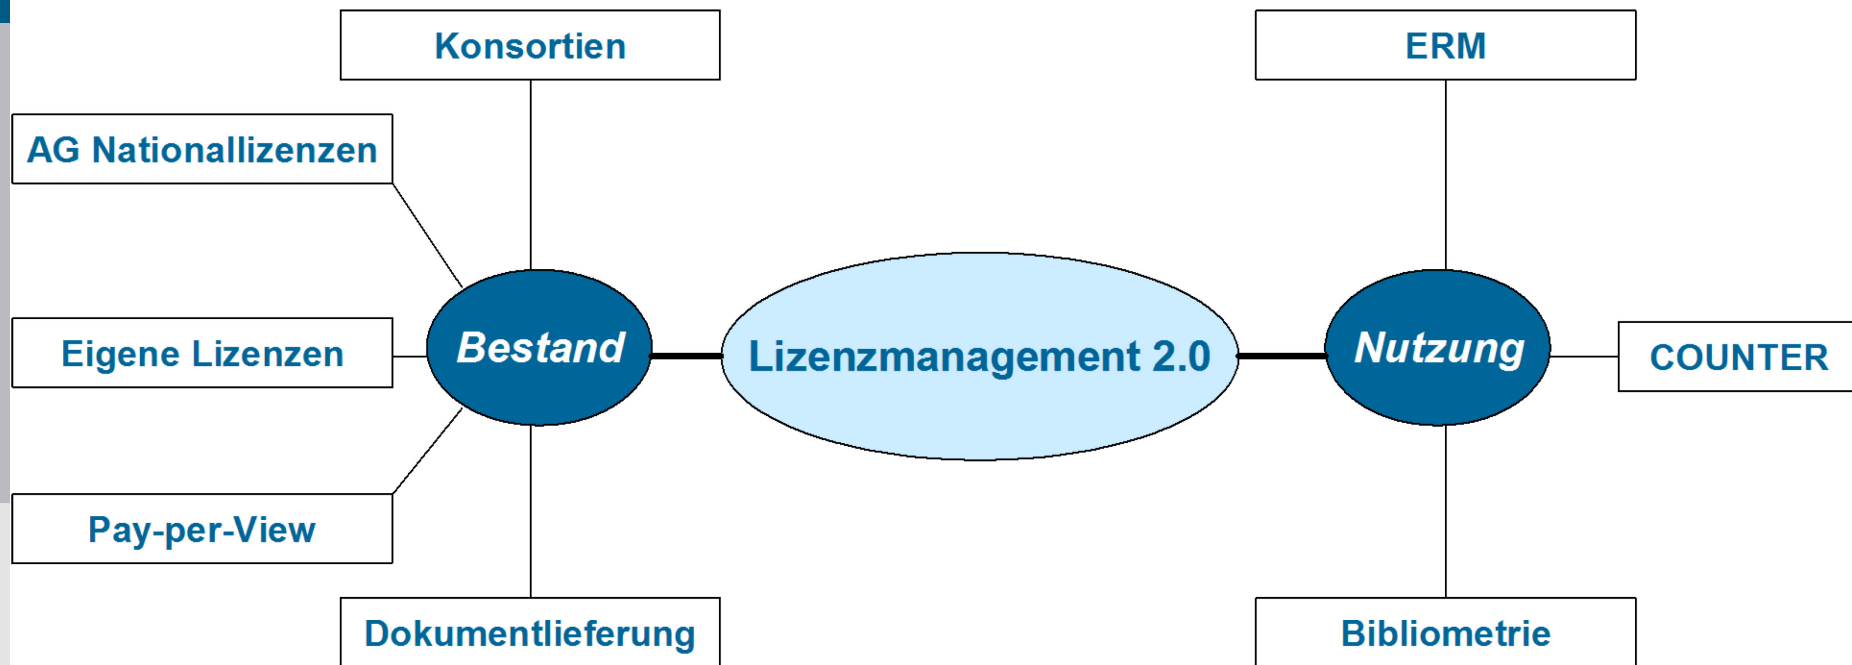 Konsortien
ERM
AG Nationallizenzen
Eigene Lizenzen
Bestand
Lizenzmanagement 2.0
Nutzung
COUNTER
Pay-per-View
Dokumentlieferung
Bibliometrie